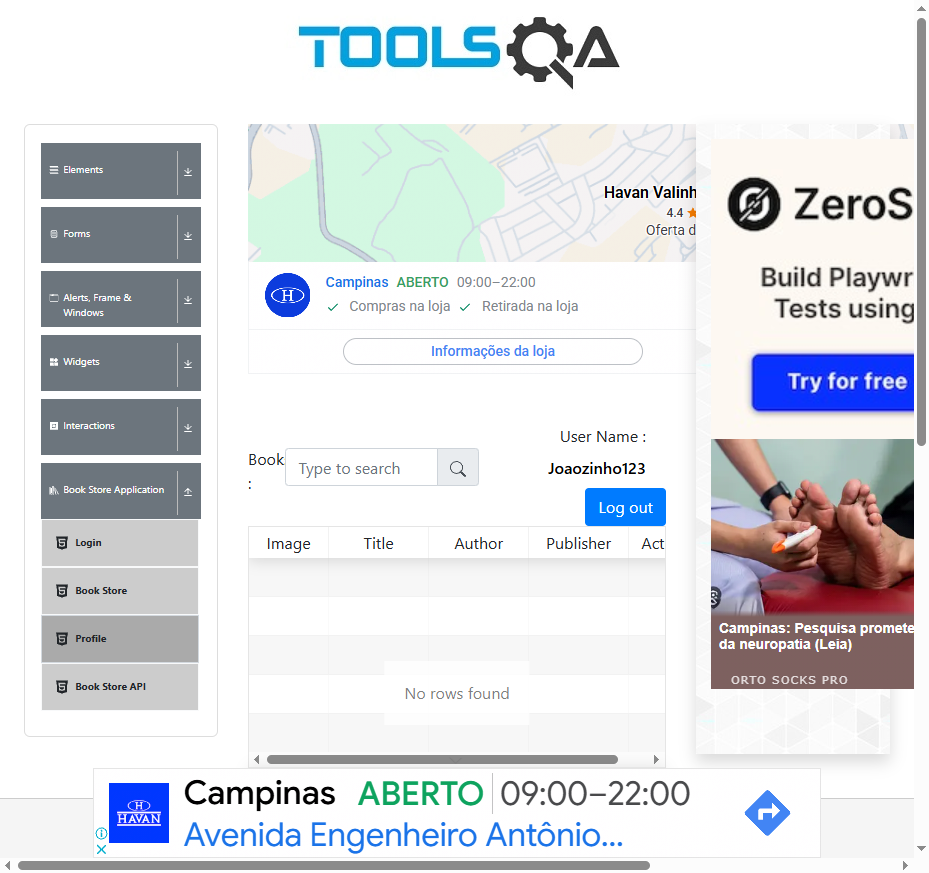 TOOLSQA
Elements
Forms
Alerts, Frame &
Windows
Widgets
Interactions
Book Store Application
Login
Book Store
Profile
Book Store API
Havan Valinh
4.4
Oferta d
Campinas ABERTO 09:00–22:00
Compras na loja Retirada na loja
Informações da loja
User Name :
Book
:
Type to search
Joaozinho123
Log out
Image Title Author Publisher Act
No rows found
ZeroS
Build Playwr
Tests using
Try for free
Campinas: Pesquisa promete
da neuropatia (Leia)
ORTO SOCKS PRO
H
HAVAN
Campinas ABERTO 09:00–22:00
Avenida Engenheiro Antônio...